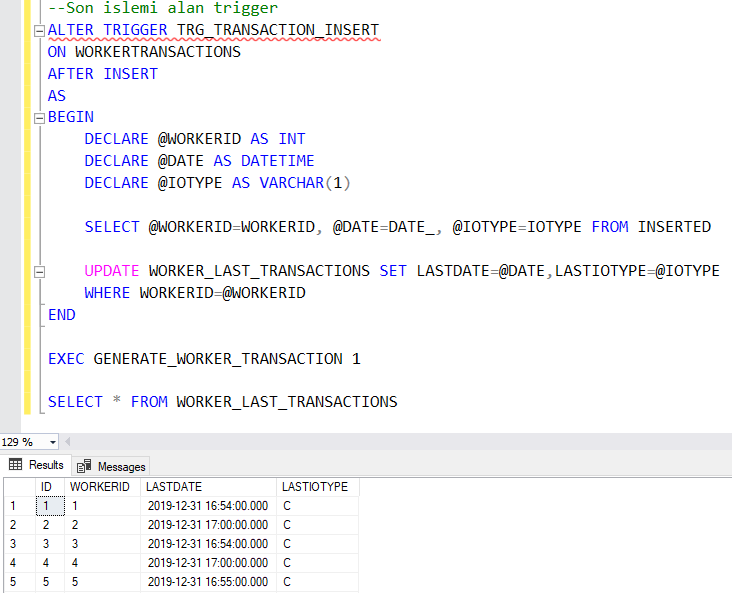 --Son islemi alan trigger
ALTER TRIGGER TRG_TRANSACTION_INSERT
ON WORKERTRANSACTIONS
AFTER INSERT
AS
BEGIN
DECLARE @WORKERID AS INT
DECLARE @DATE AS DATETIME
DECLARE @IOTYPE AS VARCHAR(1)
SELECT @WORKERID=WORKERID, @DATE=DATE_, @IOTYPE=IOTYPE FROM INSERTED
UPDATE WORKER_LAST_TRANSACTIONS SET LASTDATE=@DATE,LASTIOTYPE=@IOTYPE
WHERE WORKERID=@WORKERID
END
EXEC GENERATE_WORKER_TRANSACTION 1
SELECT * FROM WORKER_LAST_TRANSACTIONS
129 %
Results Messages
ID WORKERID LASTDATE LASTIOTYPE
1 1 1 2019-12-31 16:54:00.000 C
2 2 2 2019-12-31 17:00:00.000 C
3 3 3 2019-12-31 16:54:00.000 C
4 4 4 2019-12-31 17:00:00.000 C
5 5 5 2019-12-31 16:55:00.000 C